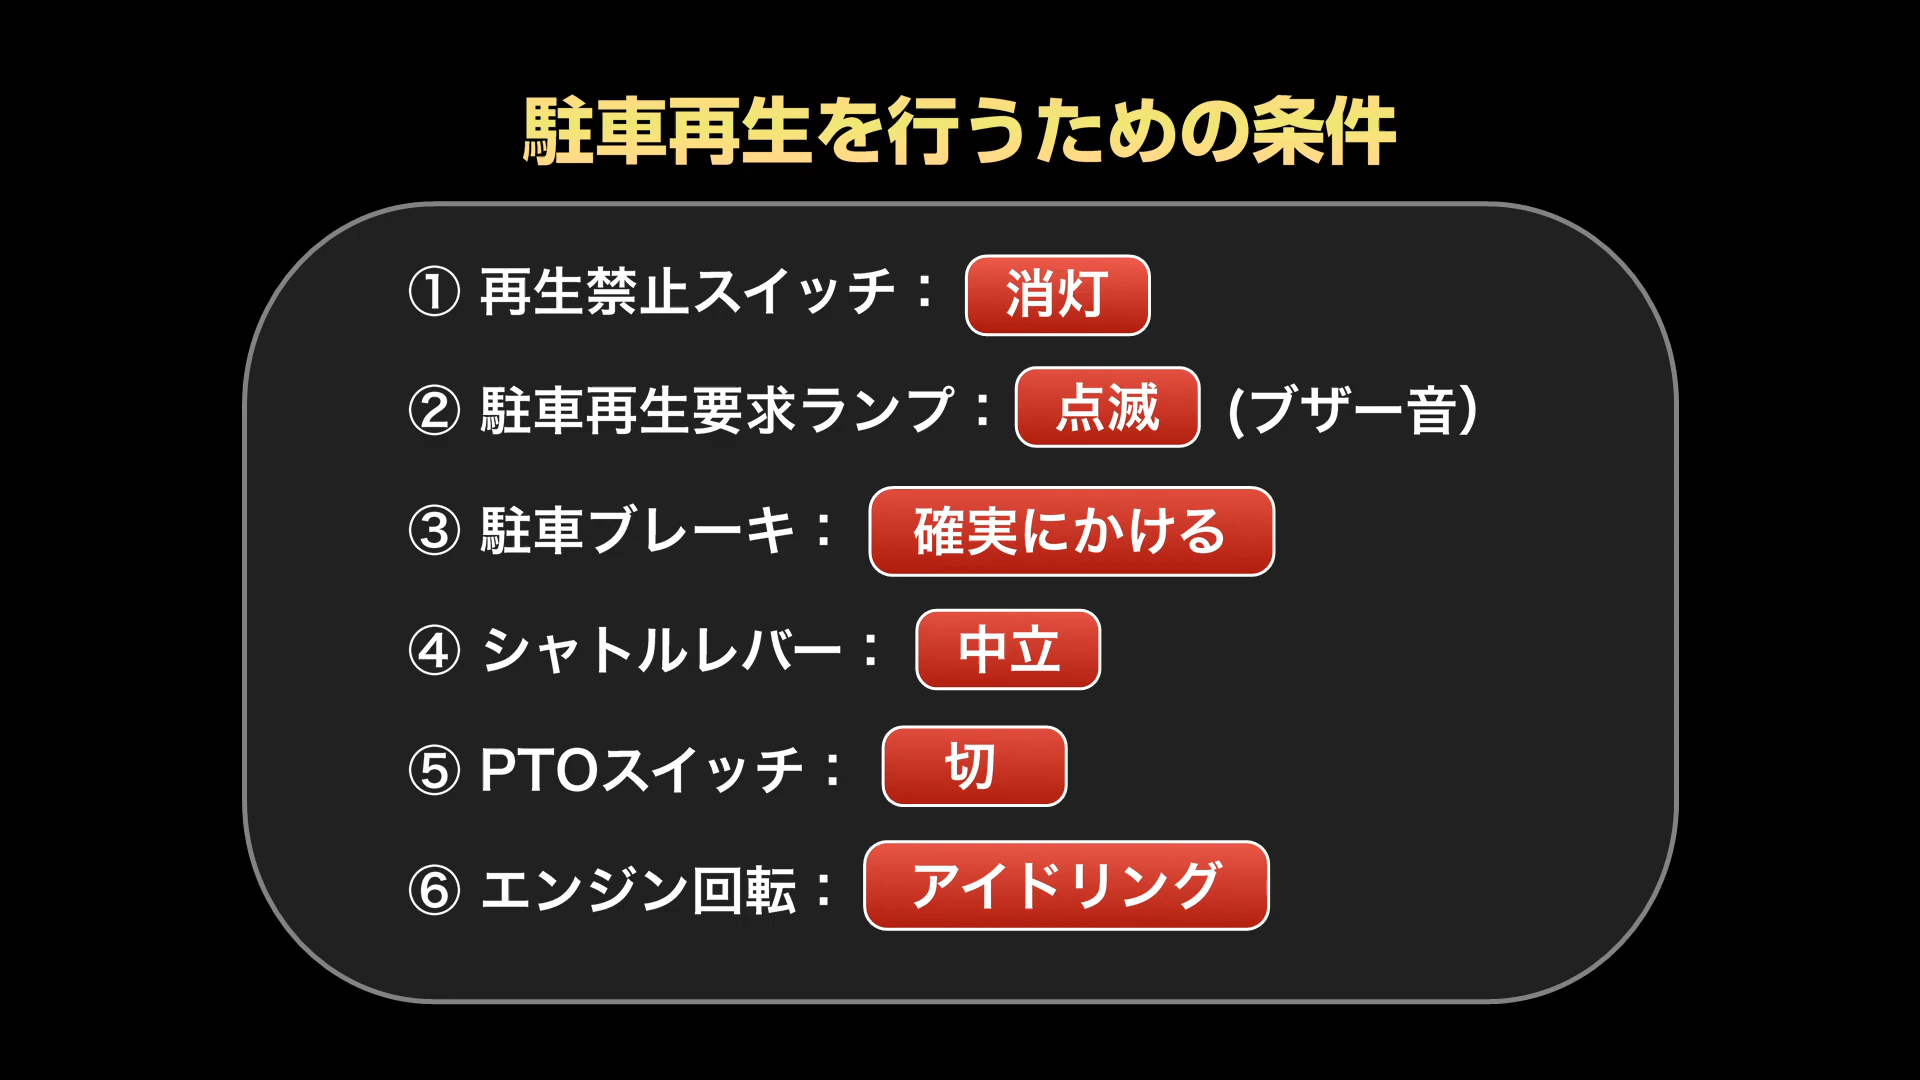 駐車再生を行うための条件
① 再生禁止スイッチ： 消灯
② 駐車再生要求ランプ： 点滅 (ブザー音）
③ 駐車ブレーキ： 確実にかける
④ シャトルレバー： 中立
⑤ PTOスイッチ： 切
⑥ エンジン回転： アイドリング